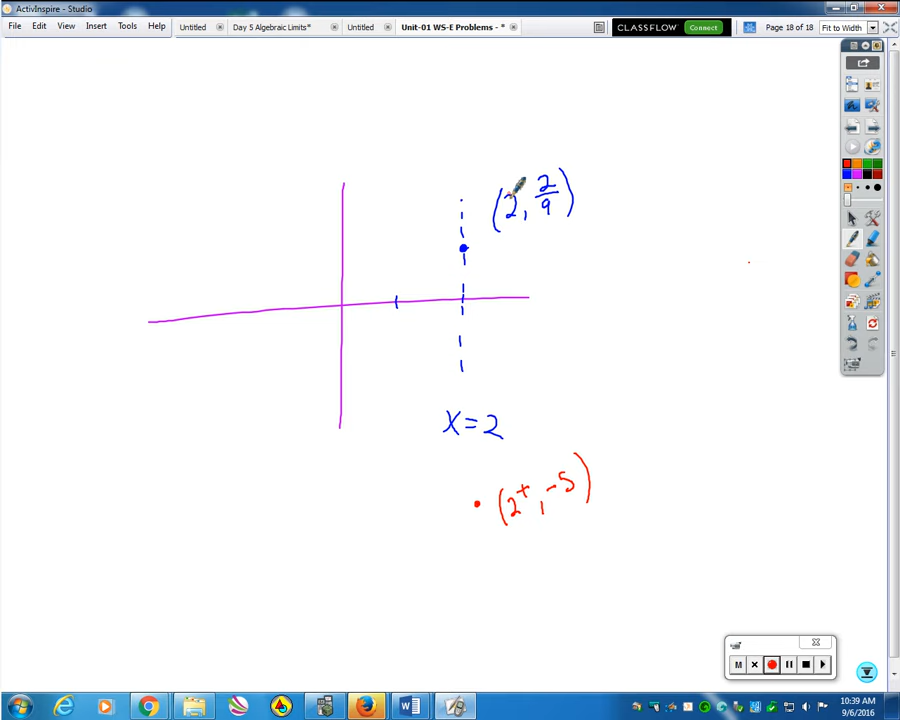 ActivInspire - Studio
File Edit View Insert Tools Help Untitled Day 5 Algebraic Limits* Untitled Unit-01 WS-E Problems - * CLASSFLOW Connect Page 18 of 18 Fit to Width
(2, 2/9)
x=2
(2⁺, -5)
M
10:39 AM
9/6/2016